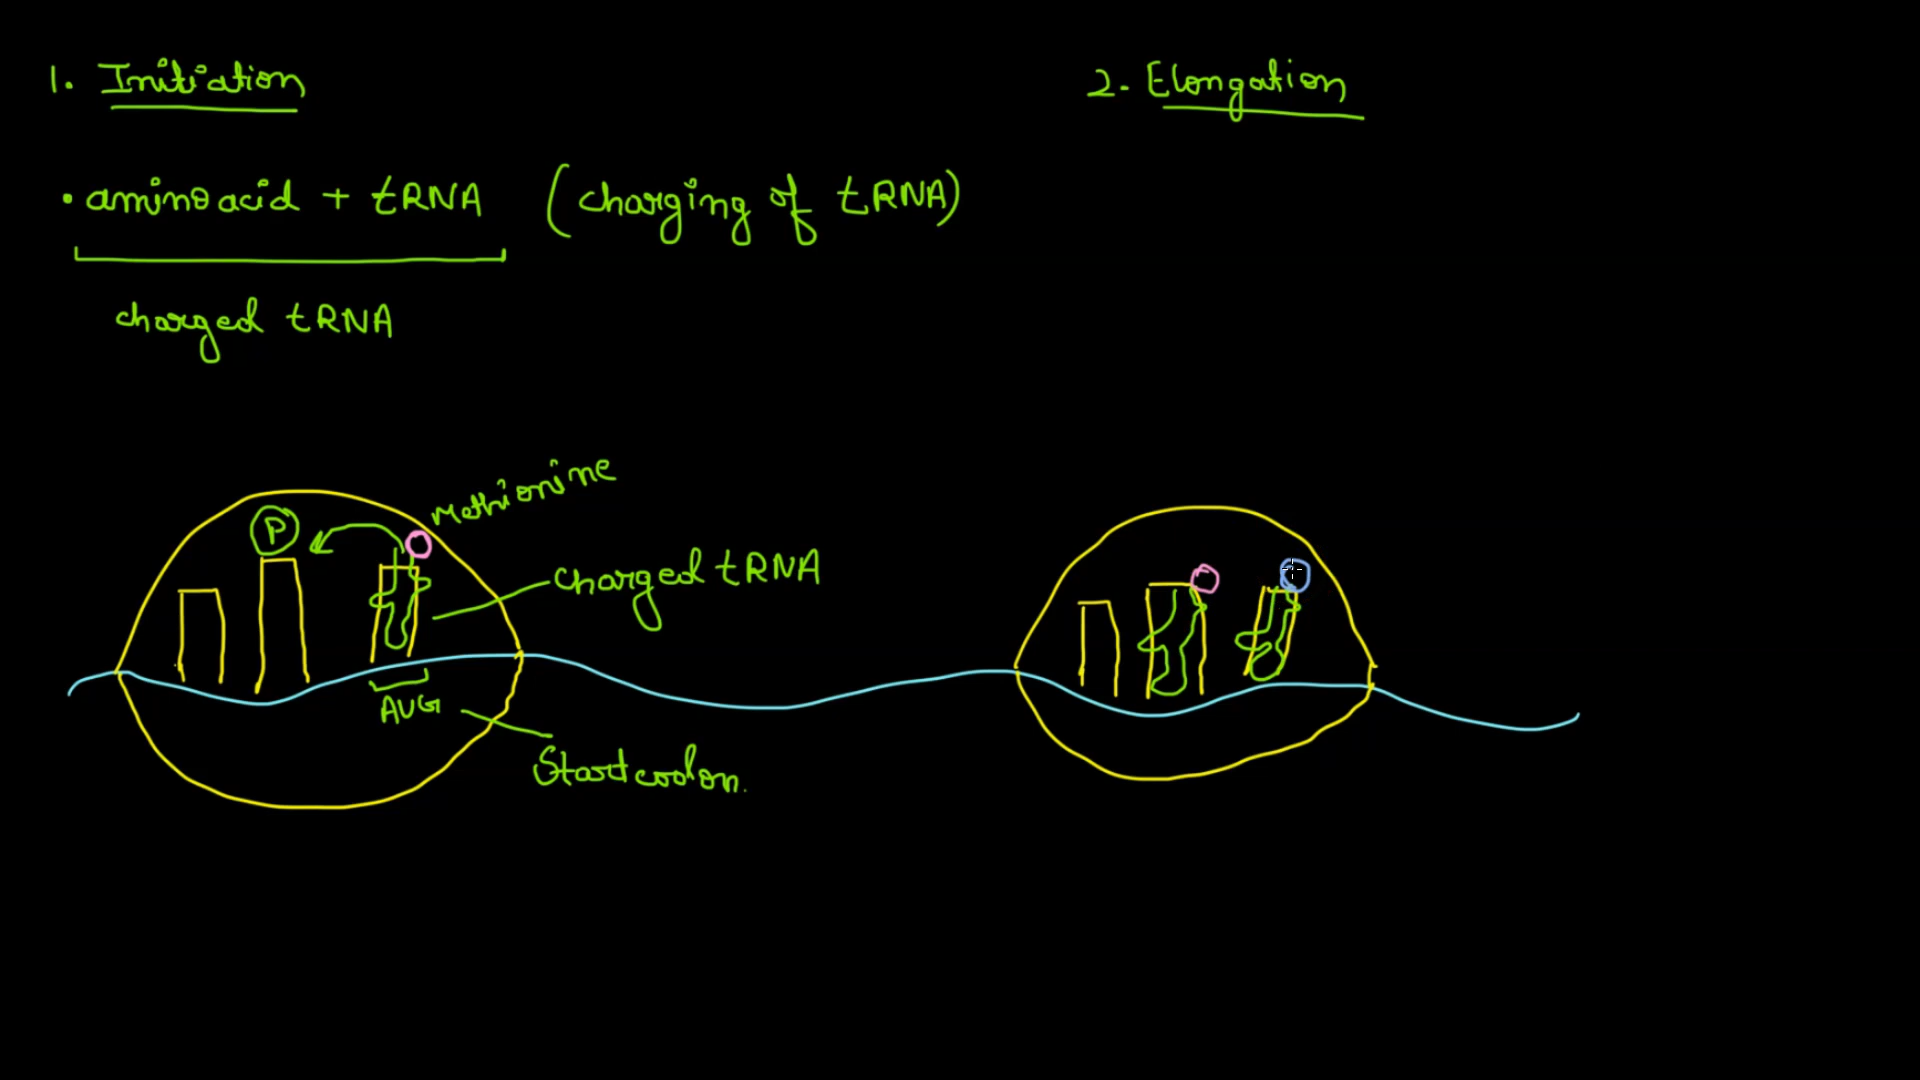 1. Initiation
• amino acid + tRNA (charging of tRNA)
charged tRNA
Methionine
P
charged tRNA
AUG
Start codon.
2. Elongation